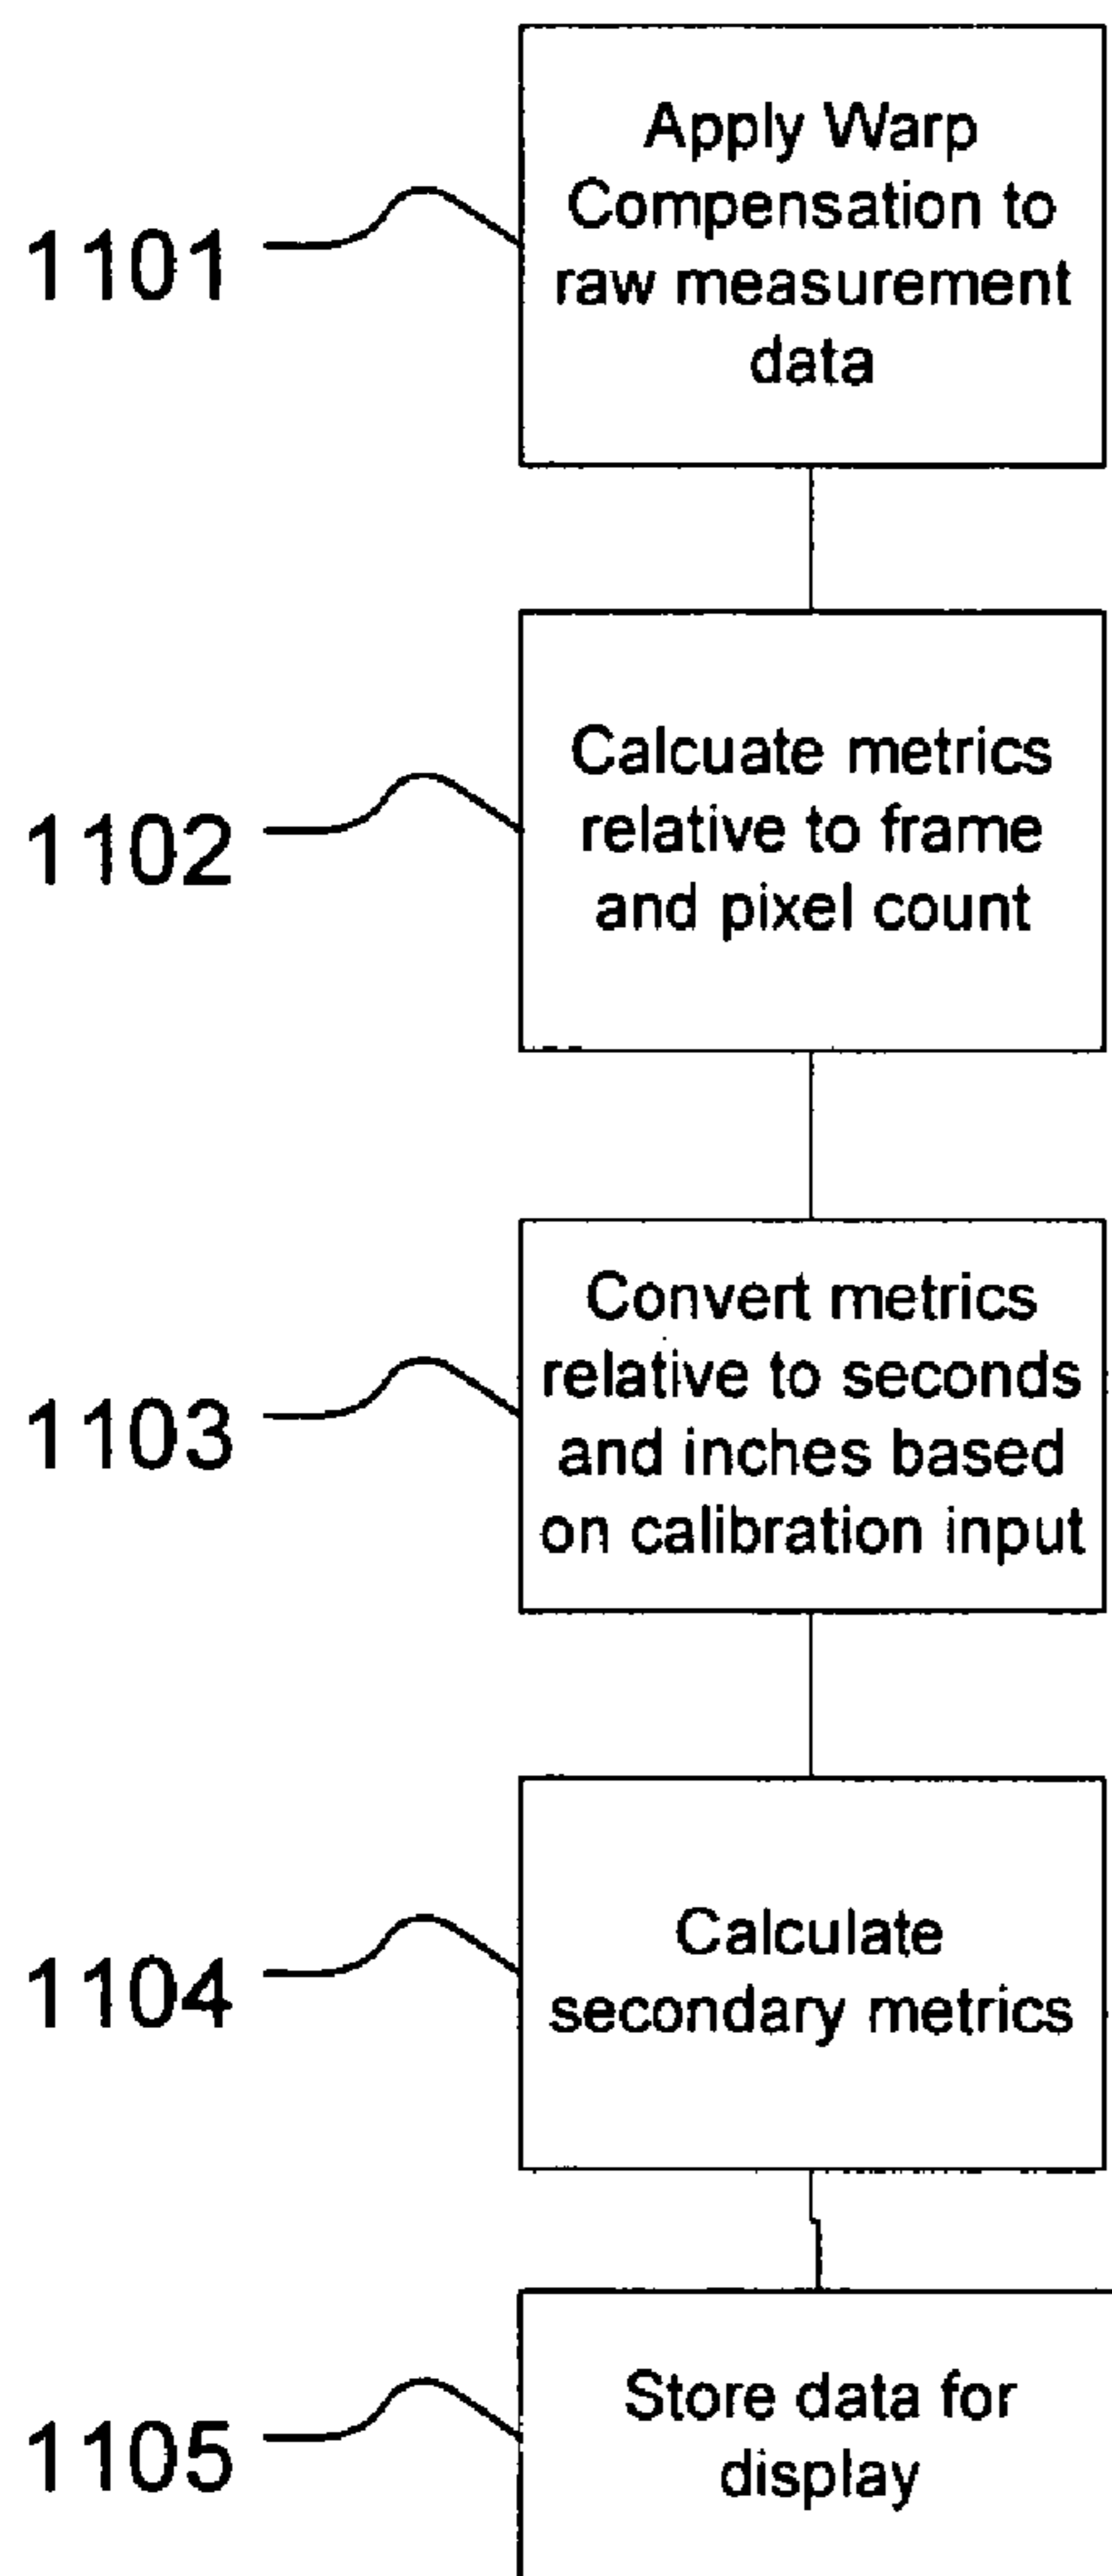 1101
Apply Warp
Compensation to
raw measurement
data
1102
Calcuate metrics
relative to frame
and pixel count
1103
Convert metrics
relative to seconds
and inches based
on calibration input
1104
Calculate
secondary metrics
1105
Store data for
display